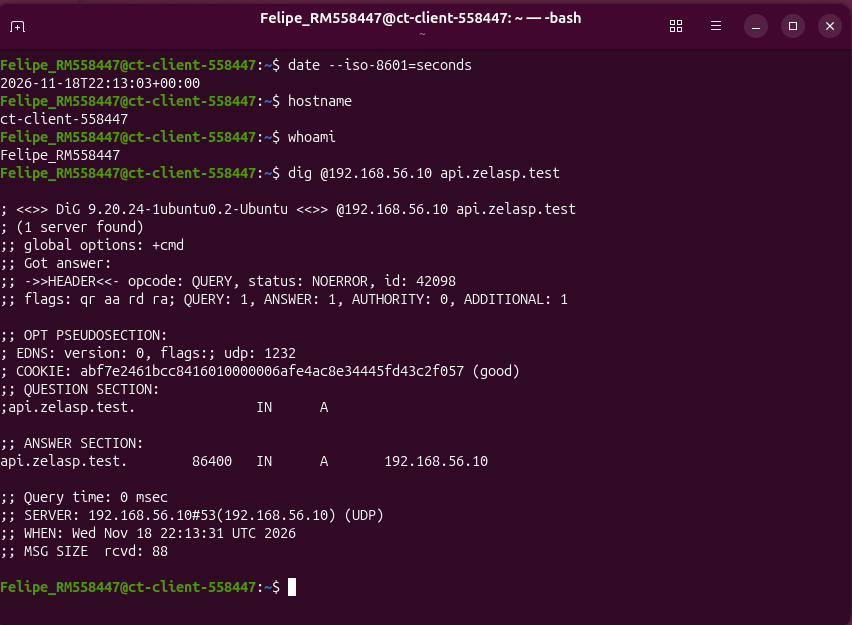 Felipe_RM558447@ct-client-558447: ~ — -bash
~
Felipe_RM558447@ct-client-558447:~$ date --iso-8601=seconds
2026-11-18T22:13:03+00:00
Felipe_RM558447@ct-client-558447:~$ hostname
ct-client-558447
Felipe_RM558447@ct-client-558447:~$ whoami
Felipe_RM558447
Felipe_RM558447@ct-client-558447:~$ dig @192.168.56.10 api.zelasp.test

; <<>> DiG 9.20.24-1ubuntu0.2-Ubuntu <<>> @192.168.56.10 api.zelasp.test
; (1 server found)
;; global options: +cmd
;; Got answer:
;; ->>HEADER<<- opcode: QUERY, status: NOERROR, id: 42098
;; flags: qr aa rd ra; QUERY: 1, ANSWER: 1, AUTHORITY: 0, ADDITIONAL: 1

;; OPT PSEUDOSECTION:
; EDNS: version: 0, flags:; udp: 1232
; COOKIE: abf7e2461bcc8416010000006afe4ac8e34445fd43c2f057 (good)
;; QUESTION SECTION:
;api.zelasp.test.               IN      A

;; ANSWER SECTION:
api.zelasp.test.        86400   IN      A       192.168.56.10

;; Query time: 0 msec
;; SERVER: 192.168.56.10#53(192.168.56.10) (UDP)
;; WHEN: Wed Nov 18 22:13:31 UTC 2026
;; MSG SIZE  rcvd: 88

Felipe_RM558447@ct-client-558447:~$